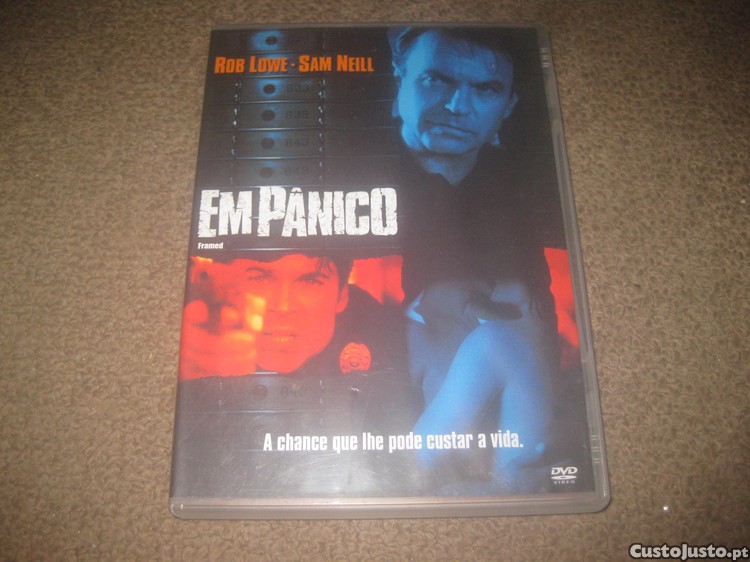 ROB LOWE • SAM NEILL
EM PÂNICO
Framed
A chance que lhe pode custar a vida.
DVD
VIDEO
CustoJusto.pt